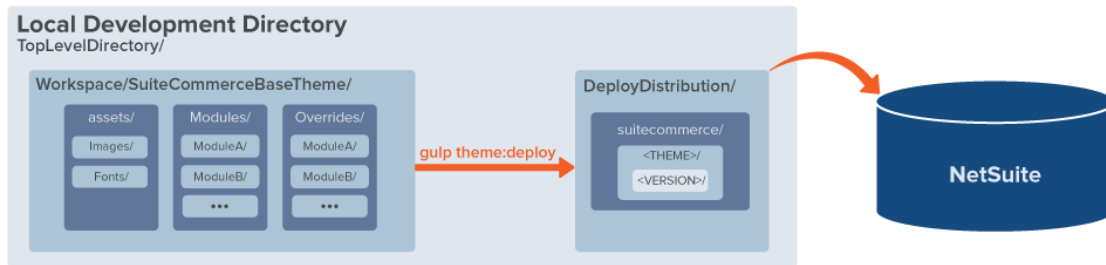 Local Development Directory
TopLevelDirectory/
Workspace/SuiteCommerceBaseTheme/
assets/
Images/
Fonts/
Modules/
ModuleA/
ModuleB/
•••
Overrides/
ModuleA/
ModuleB/
•••
gulp theme:deploy
DeployDistribution/
suitecommerce/
<THEME>/
<VERSION>/
NetSuite